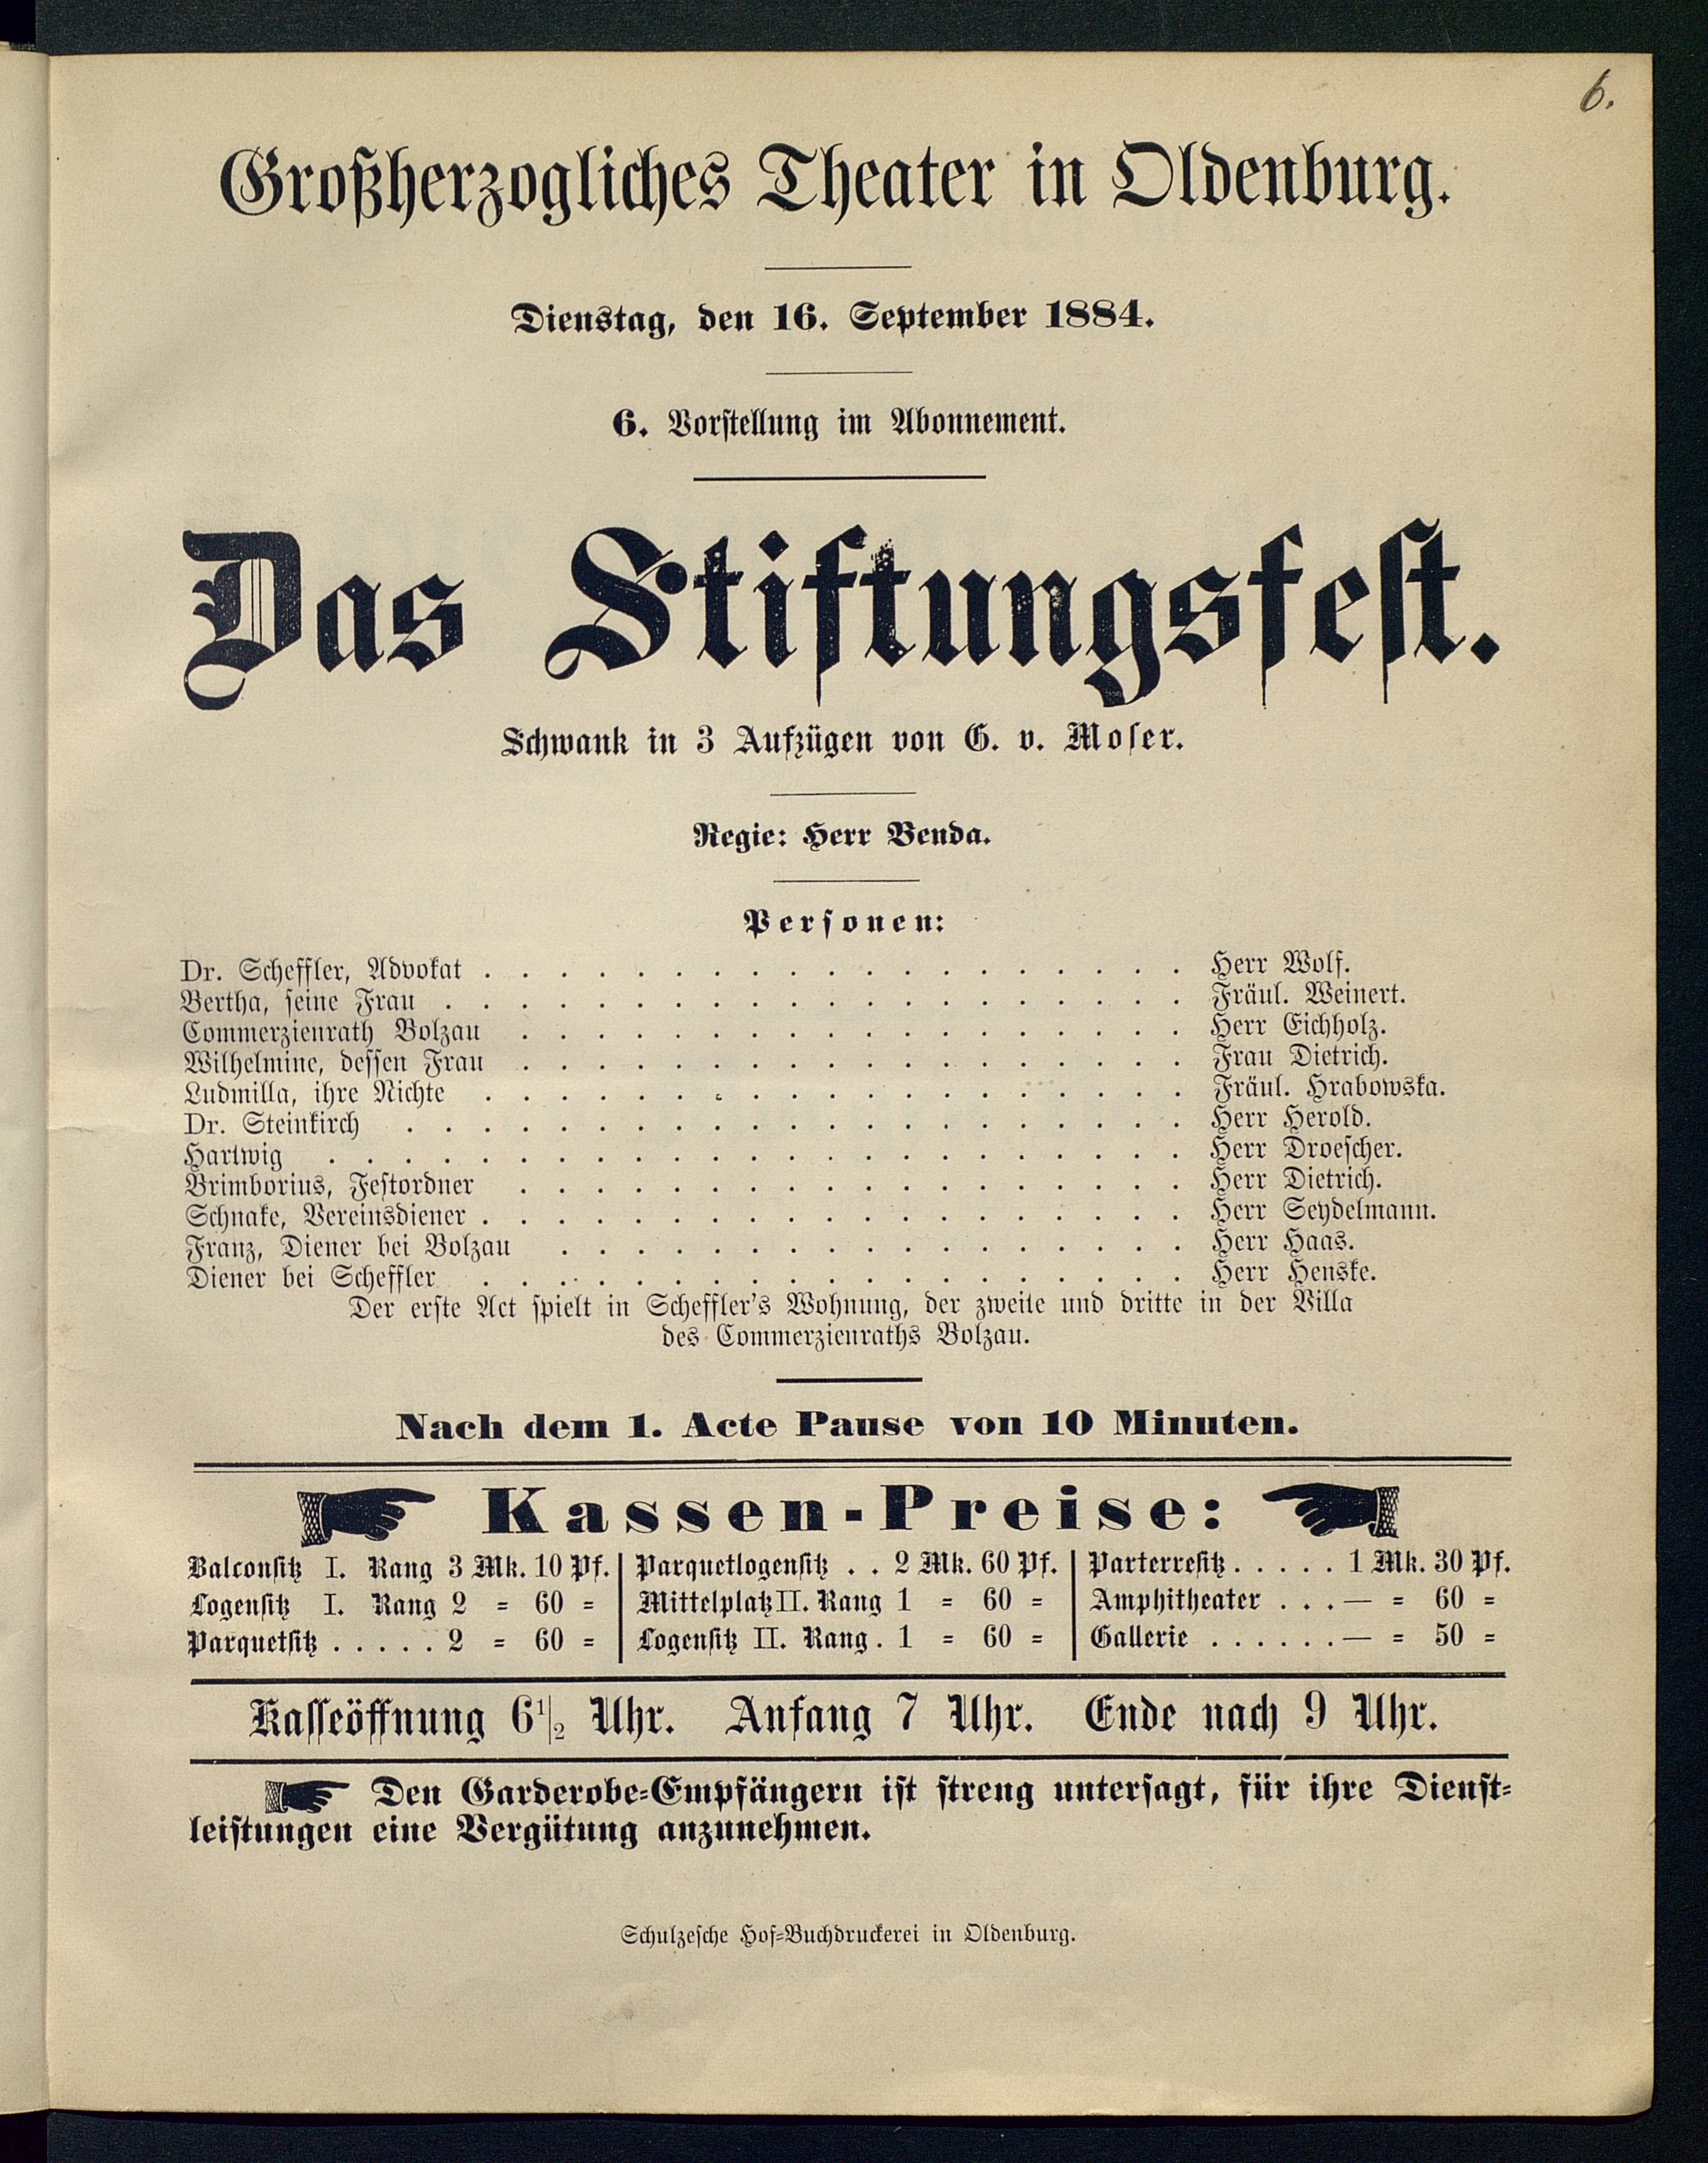 6.
Großherzogliches Theater in Oldenburg.
Dienstag, den 16. September 1884.
6. Vorstellung im Abonnement.
Das Stiftungsfest.
Schwank in 3 Aufzügen von G. v. Moser.
Regie: Herr Benda.
Personen:
Dr. Scheffler, Advokat . . . . . . . . . . . . . . . . . . . Herr Wolf.
Bertha, seine Frau . . . . . . . . . . . . . . . . . . . . Fräul. Weinert.
Commerzienrath Bolzau . . . . . . . . . . . . . . . . . . Herr Eichholz.
Wilhelmine, dessen Frau . . . . . . . . . . . . . . . . . . Frau Dietrich.
Ludmilla, ihre Nichte . . . . . . . . . . . . . . . . . . . Fräul. Hrabowska.
Dr. Steinkirch . . . . . . . . . . . . . . . . . . . . . Herr Herold.
Hartwig . . . . . . . . . . . . . . . . . . . . . . . Herr Droescher.
Brimborius, Festordner . . . . . . . . . . . . . . . . . . Herr Dietrich.
Schnake, Vereinsdiener . . . . . . . . . . . . . . . . . . . Herr Seydelmann.
Franz, Diener bei Bolzau . . . . . . . . . . . . . . . . . Herr Haas.
Diener bei Scheffler . . . . . . . . . . . . . . . . . . . Herr Henske.
Der erste Act spielt in Scheffler's Wohnung, der zweite und dritte in der Villa
des Commerzienraths Bolzau.
Nach dem 1. Acte Pause von 10 Minuten.
Kassen-Preise:
Balconsitz I. Rang 3 Mk. 10 Pf. | Parquetlogensitz . . 2 Mk. 60 Pf. | Parterresitz . . . . . 1 Mk. 30 Pf.
Logensitz I. Rang 2 = 60 = | Mittelplatz II. Rang 1 = 60 = | Amphitheater . . . — = 60 =
Parquetsitz . . . . . 2 = 60 = | Logensitz II. Rang . 1 = 60 = | Gallerie . . . . . . — = 50 =
Kasseöffnung 6½ Uhr. Anfang 7 Uhr. Ende nach 9 Uhr.
Den Garderobe=Empfängern ist streng untersagt, für ihre Dienst=
leistungen eine Vergütung anzunehmen.
Schulzesche Hof=Buchdruckerei in Oldenburg.